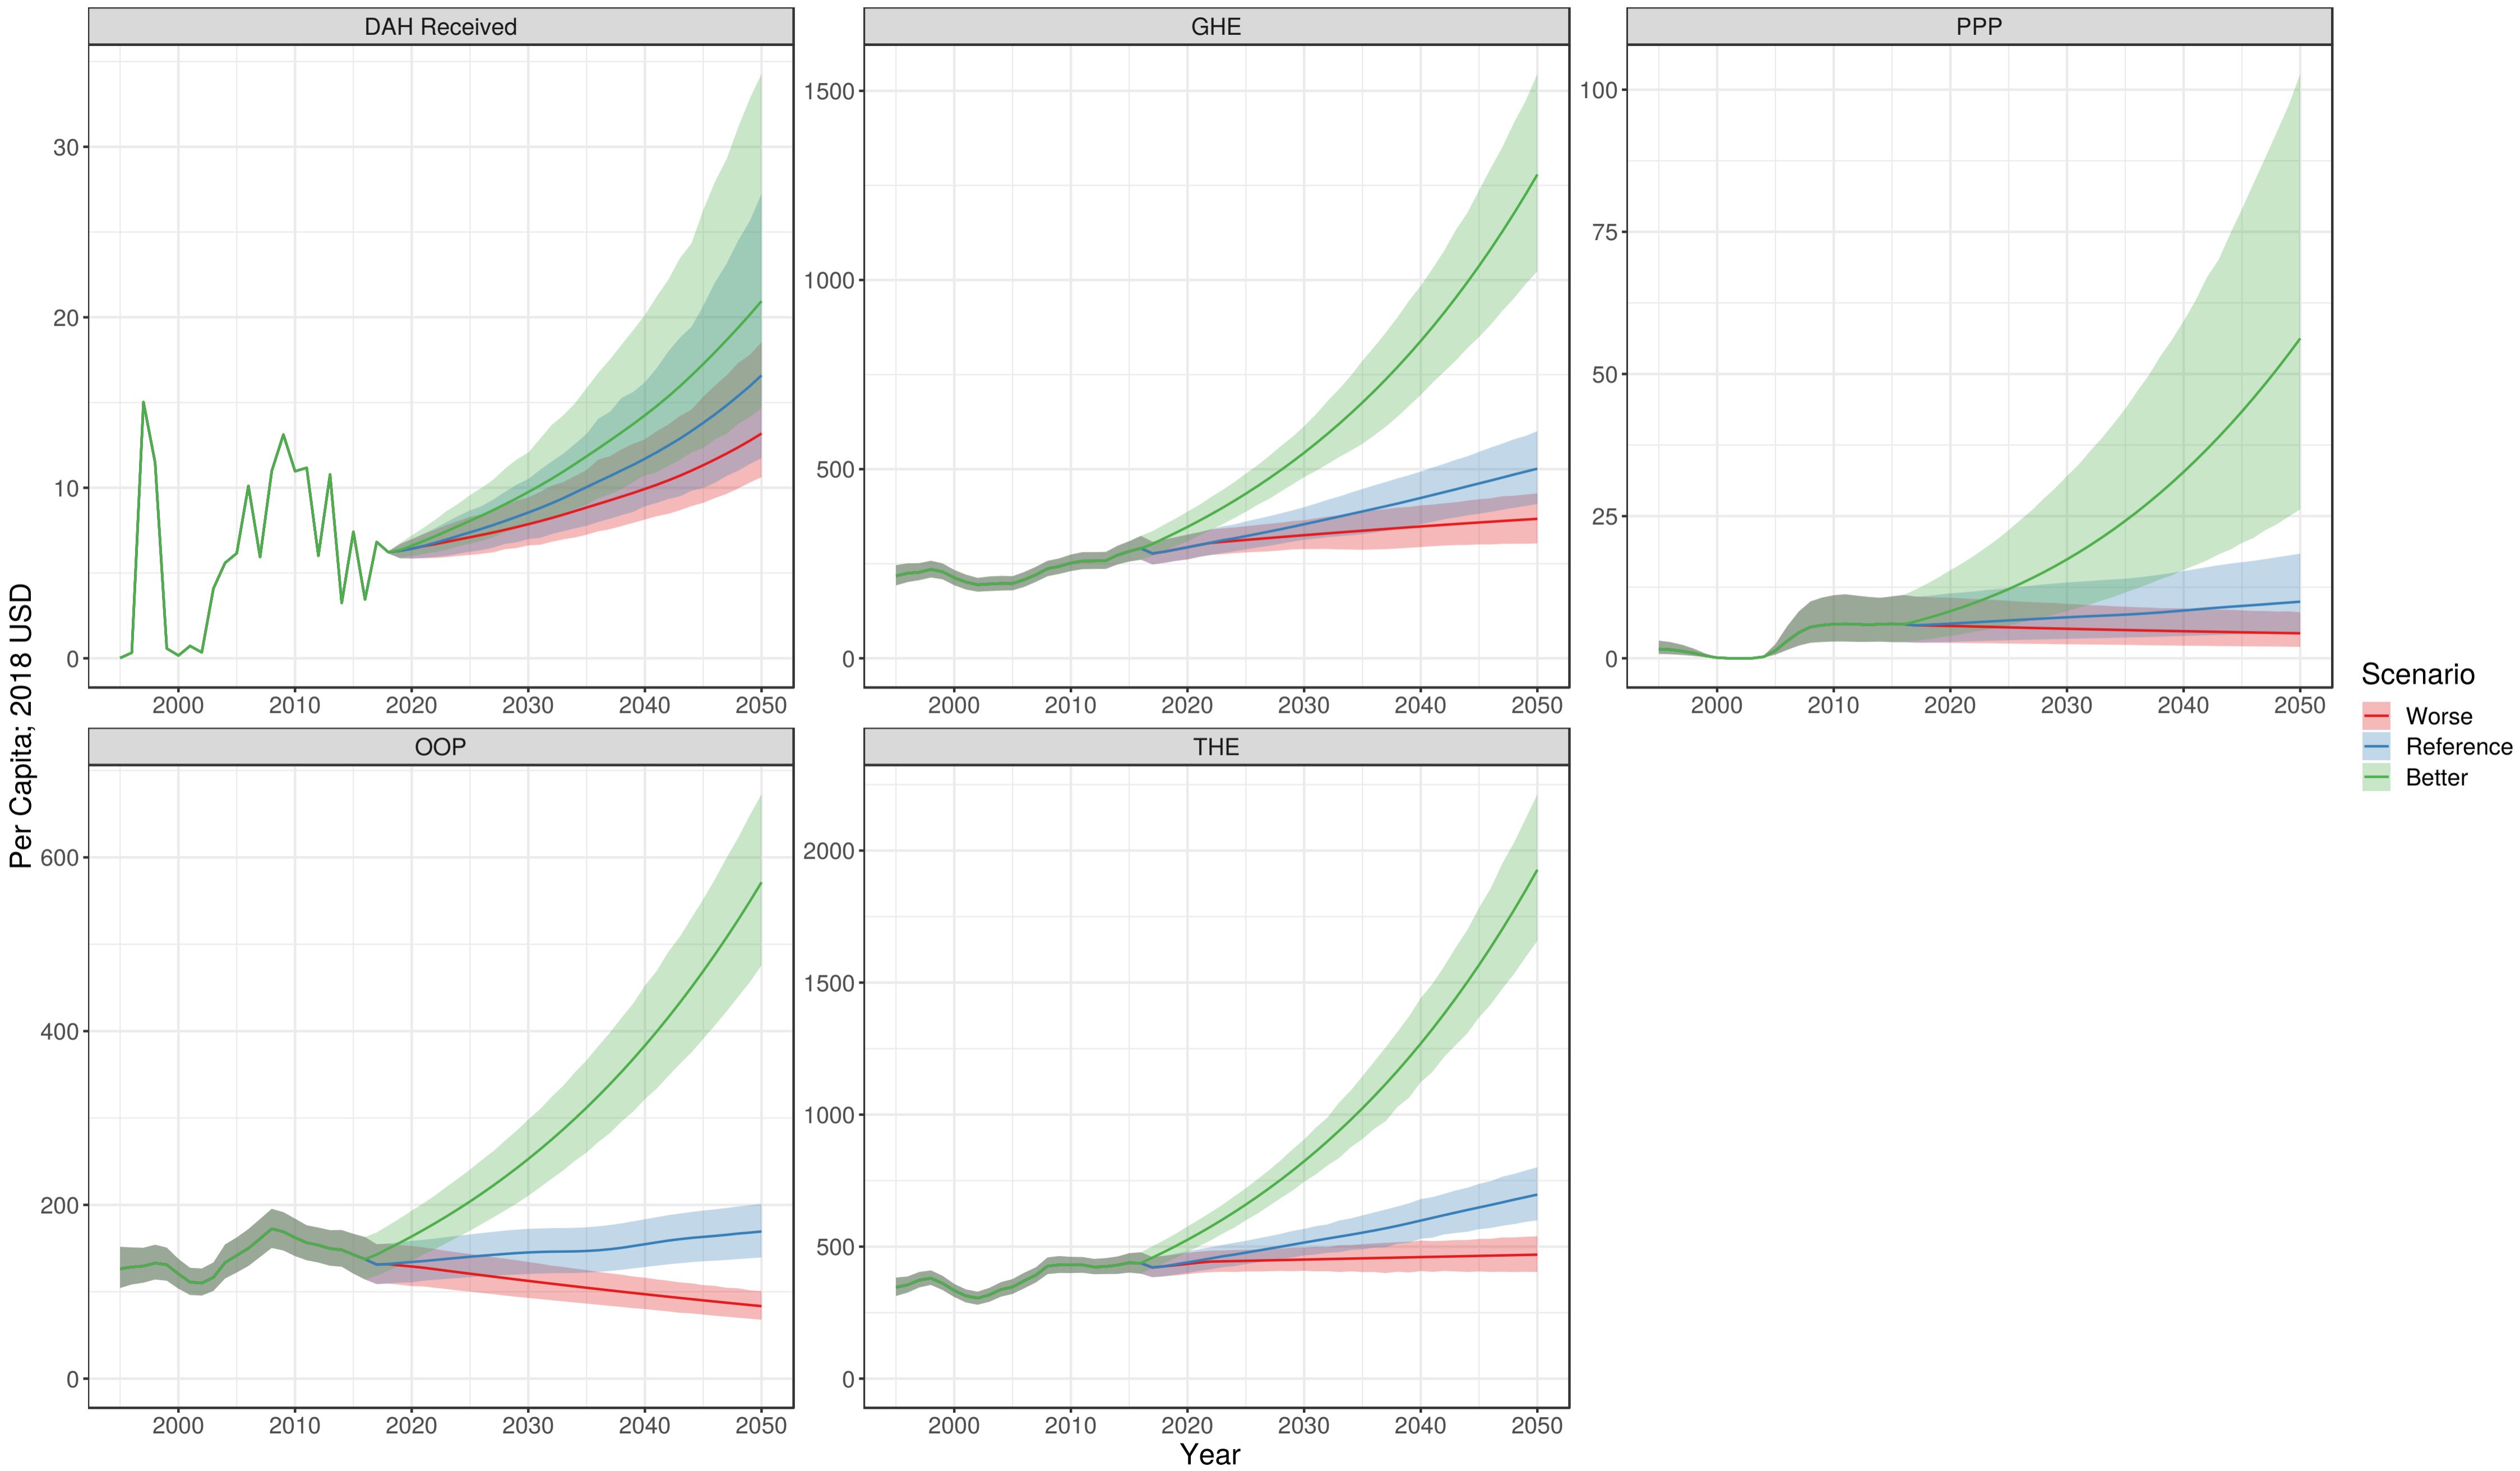 DAH Received
GHE
PPP
Per Capita; 2018 USD
30
20
10
0
2000 2010 2020 2030 2040 2050
1500
1000
500
0
2000 2010 2020 2030 2040 2050
100
75
50
25
0
2000 2010 2020 2030 2040 2050
Scenario
Worse
Reference
Better
OOP
THE
600
400
200
0
2000 2010 2020 2030 2040 2050
2000
1500
1000
500
0
2000 2010 2020 2030 2040 2050
Year